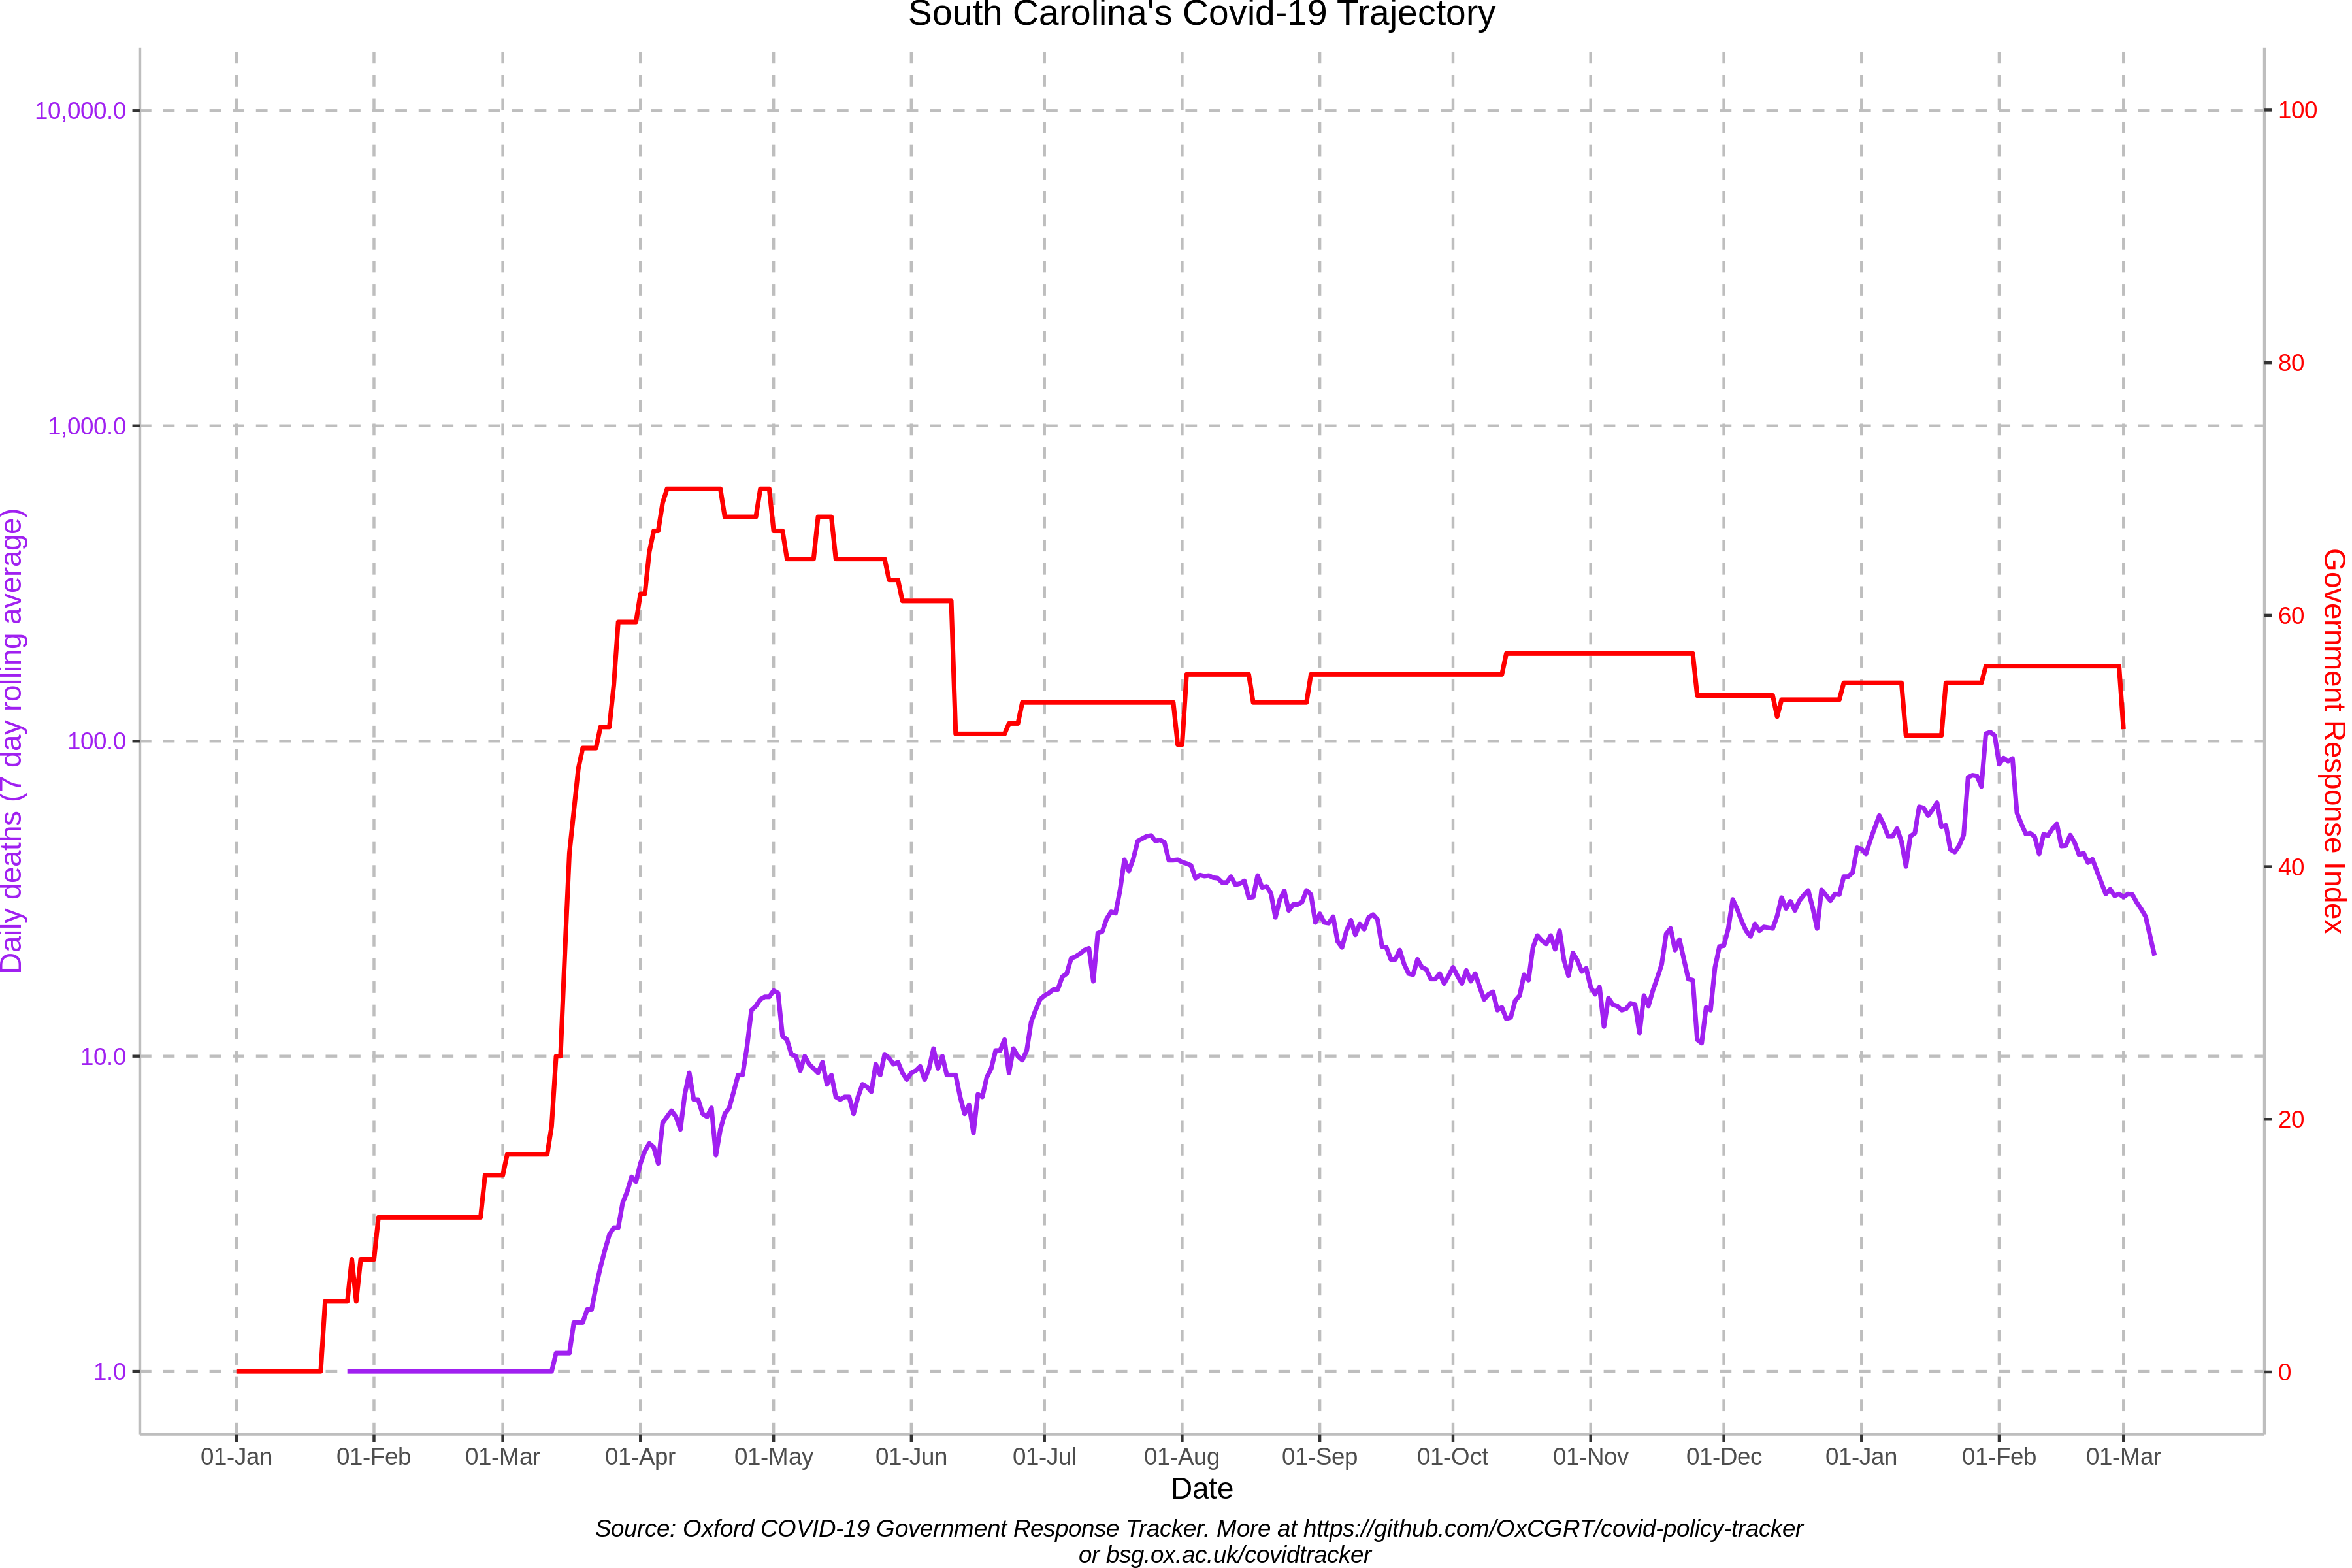 South Carolina's Covid-19 Trajectory
10,000.0
1,000.0
100.0
10.0
1.0
Daily deaths (7 day rolling average)
100
80
60
40
20
0
Government Response Index
01-Jan 01-Feb 01-Mar 01-Apr 01-May 01-Jun 01-Jul 01-Aug 01-Sep 01-Oct 01-Nov 01-Dec 01-Jan 01-Feb 01-Mar
Date
Source: Oxford COVID-19 Government Response Tracker. More at https://github.com/OxCGRT/covid-policy-tracker
or bsg.ox.ac.uk/covidtracker